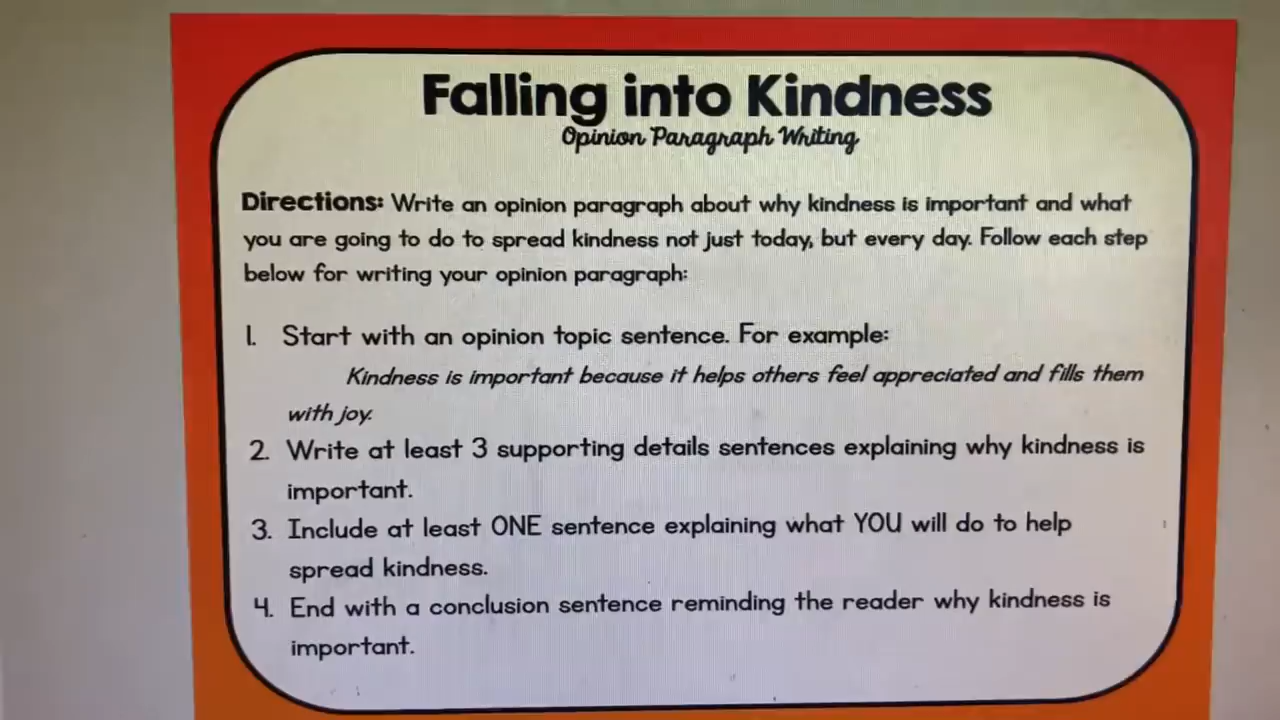 Falling into Kindness
Opinion Paragraph Writing
Directions: Write an opinion paragraph about why kindness is important and what
you are going to do to spread kindness not just today, but every day. Follow each step
below for writing your opinion paragraph:
1. Start with an opinion topic sentence. For example:
Kindness is important because it helps others feel appreciated and fills them
with joy.
2. Write at least 3 supporting details sentences explaining why kindness is
important.
3. Include at least ONE sentence explaining what YOU will do to help
spread kindness.
4. End with a conclusion sentence reminding the reader why kindness is
important.